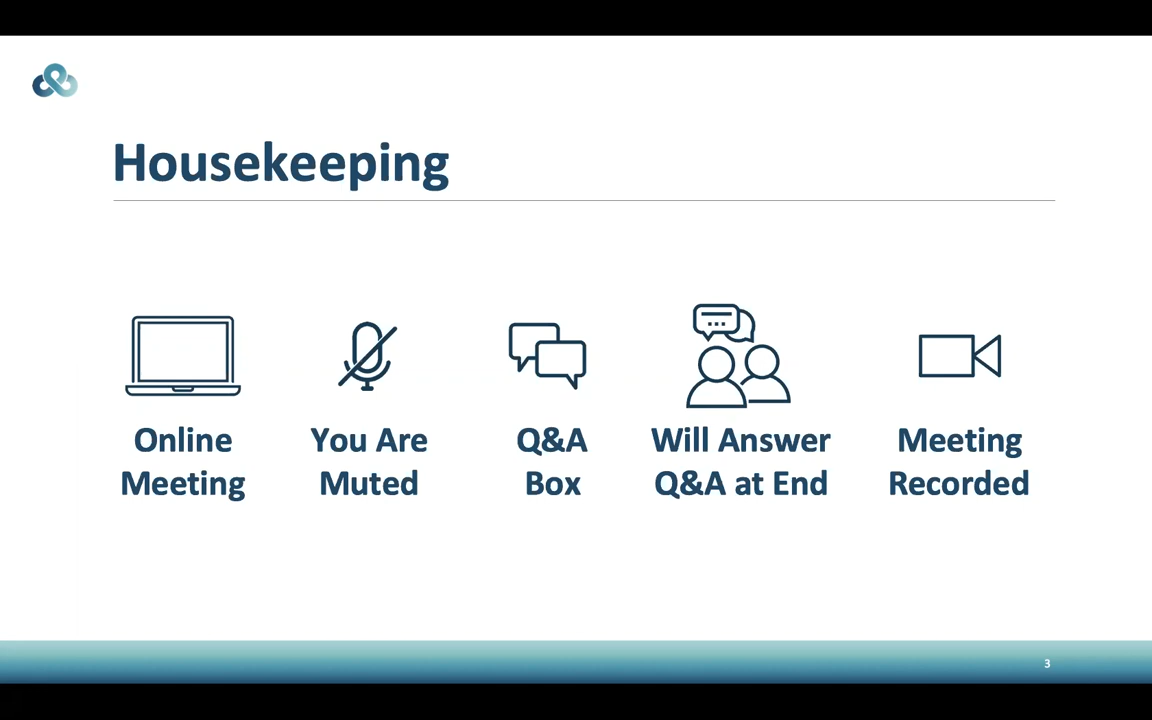 Housekeeping
Online
Meeting
You Are
Muted
Q&A
Box
Will Answer
Q&A at End
Meeting
Recorded
3